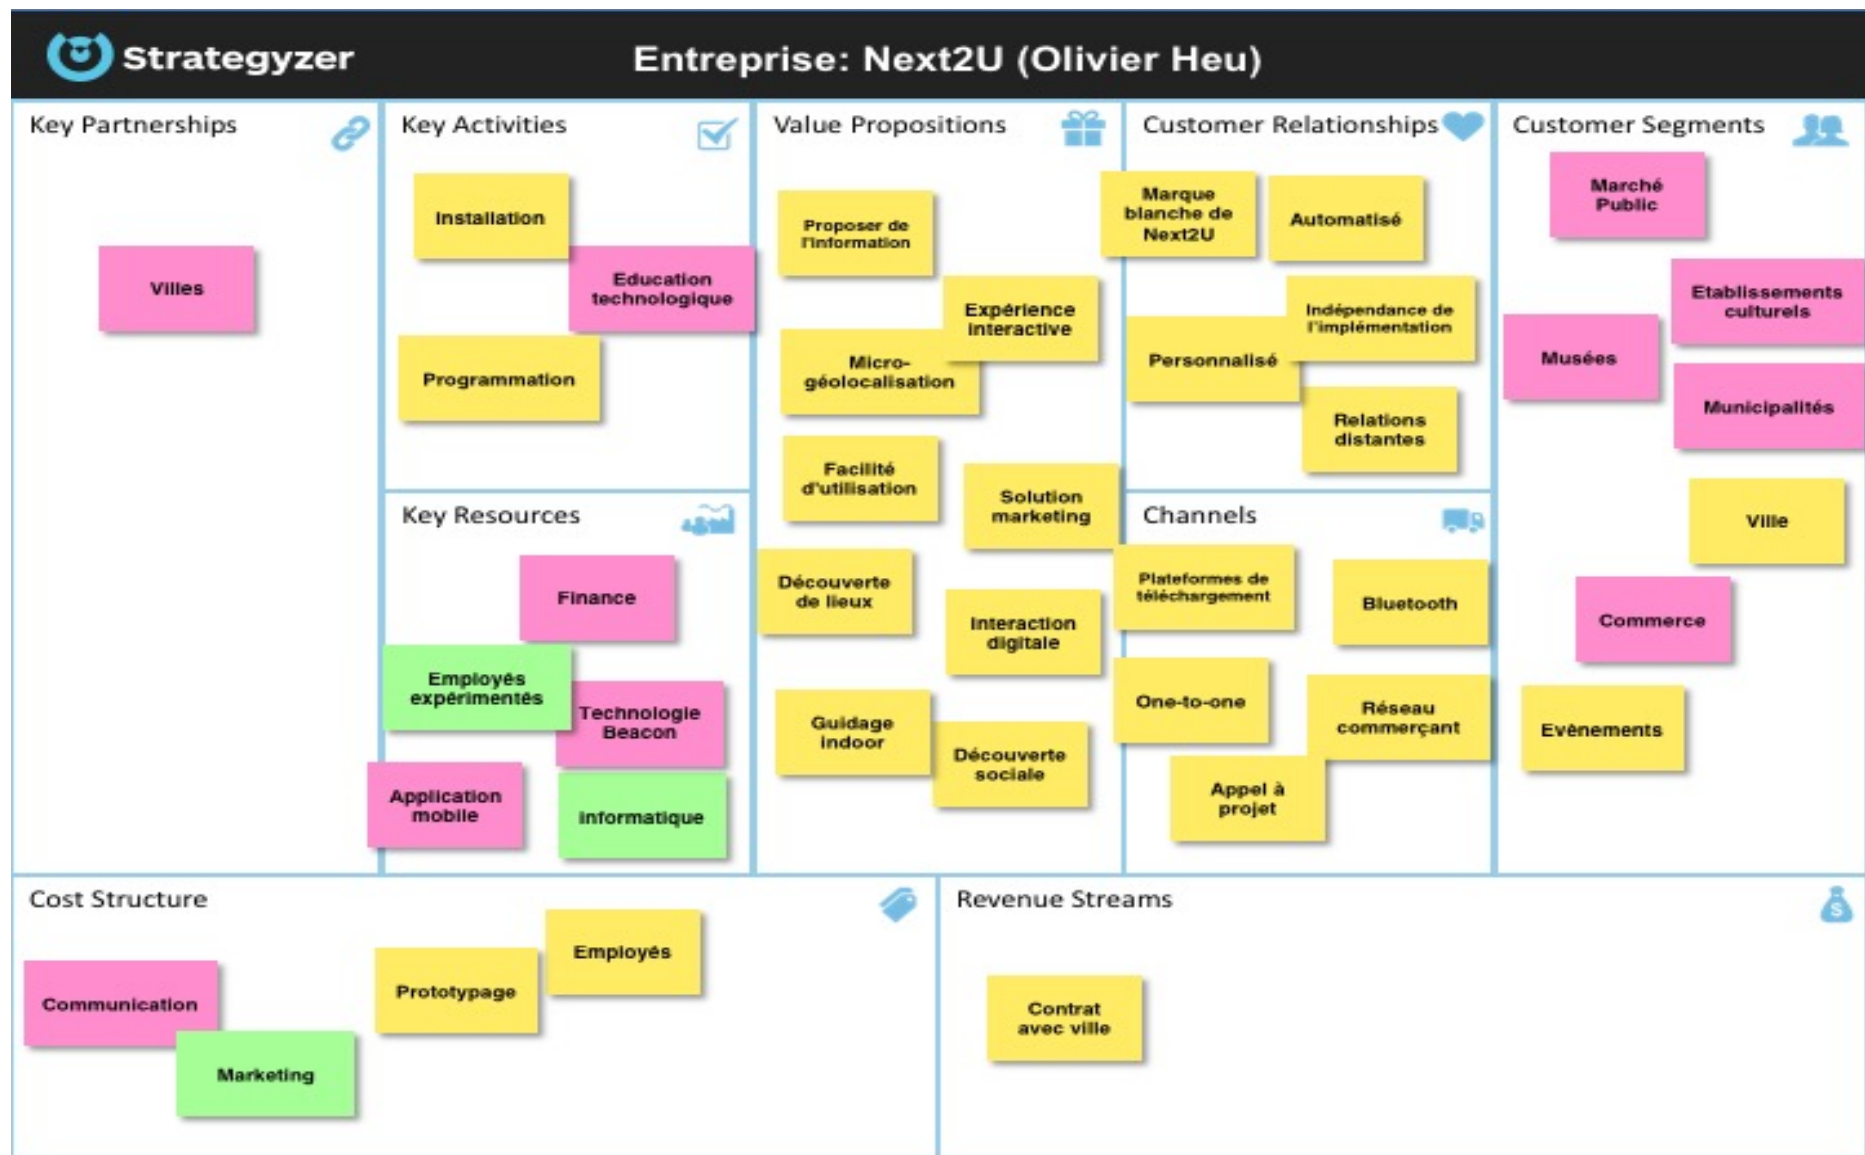 Strategyzer
Entreprise: Next2U (Olivier Heu)
Key Partnerships
Villes
Key Activities
Installation
Education
technologique
Programmation
Key Resources
Finance
Employés
expérimentés
Technologie
Beacon
Application
mobile
informatique
Value Propositions
Proposer de
l'information
Expérience
interactive
Micro-
géolocalisation
Facilité
d'utilisation
Solution
marketing
Découverte
de lieux
Interaction
digitale
Guidage
indoor
Découverte
sociale
Customer Relationships
Marque
blanche de
Next2U
Automatisé
Indépendance de
l'implémentation
Personnalisé
Relations
distantes
Channels
Plateformes de
téléchargement
Bluetooth
One-to-one
Réseau
commerçant
Appel à
projet
Customer Segments
Marché
Public
Etablissements
culturels
Musées
Municipalités
Ville
Commerce
Evènements
Cost Structure
Employés
Prototypage
Communication
Marketing
Revenue Streams
$
Contrat
avec ville